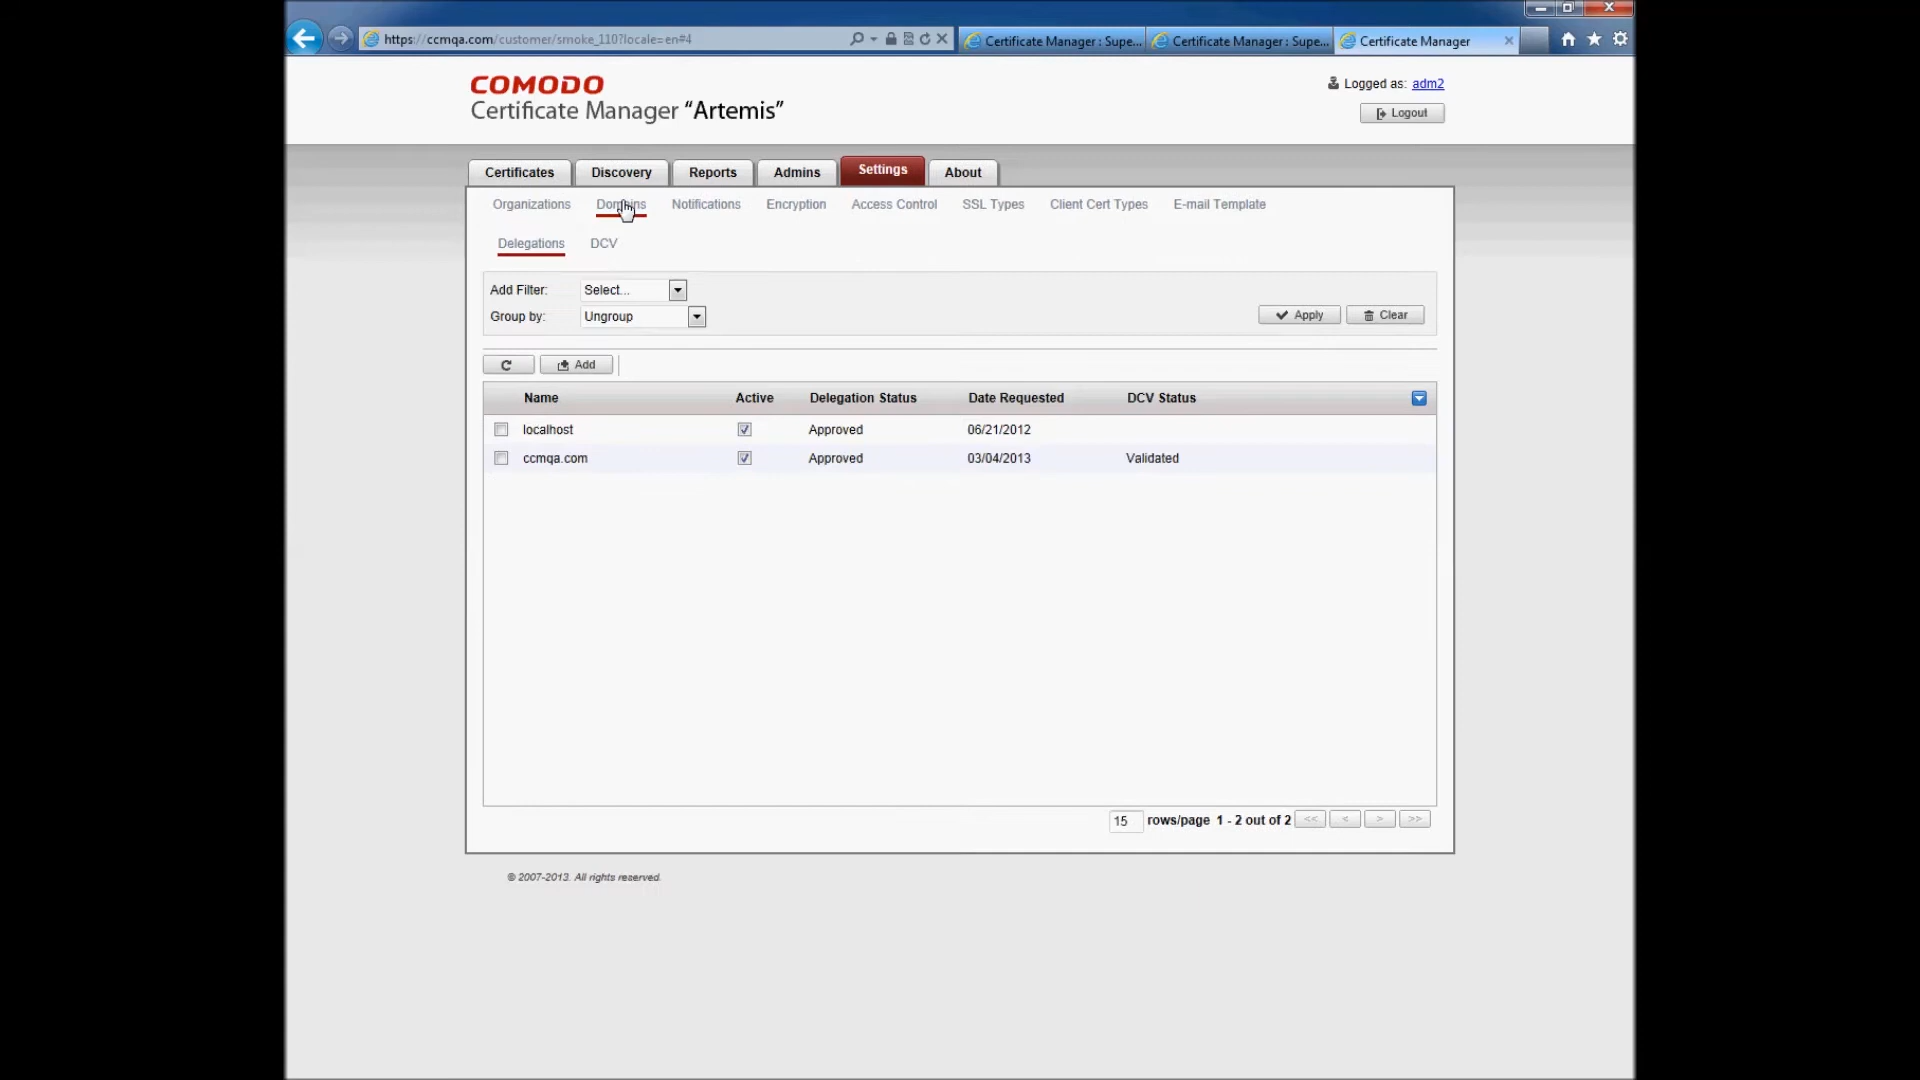 https://ccmqa.com/customer/smoke_110?locale=en#4
Certificate Manager : Supe...
Certificate Manager : Supe...
Certificate Manager
COMODO
Certificate Manager “Artemis”
Logged as: adm2
Logout
Certificates Discovery Reports Admins Settings About
Organizations Domains Notifications Encryption Access Control SSL Types Client Cert Types E-mail Template
Delegations DCV
Add Filter: Select...
Group by: Ungroup
Apply Clear
Add
Name Active Delegation Status Date Requested DCV Status
localhost Approved 06/21/2012
ccmqa.com Approved 03/04/2013 Validated
15 rows/page 1 - 2 out of 2 << < > >>
© 2007-2013. All rights reserved.